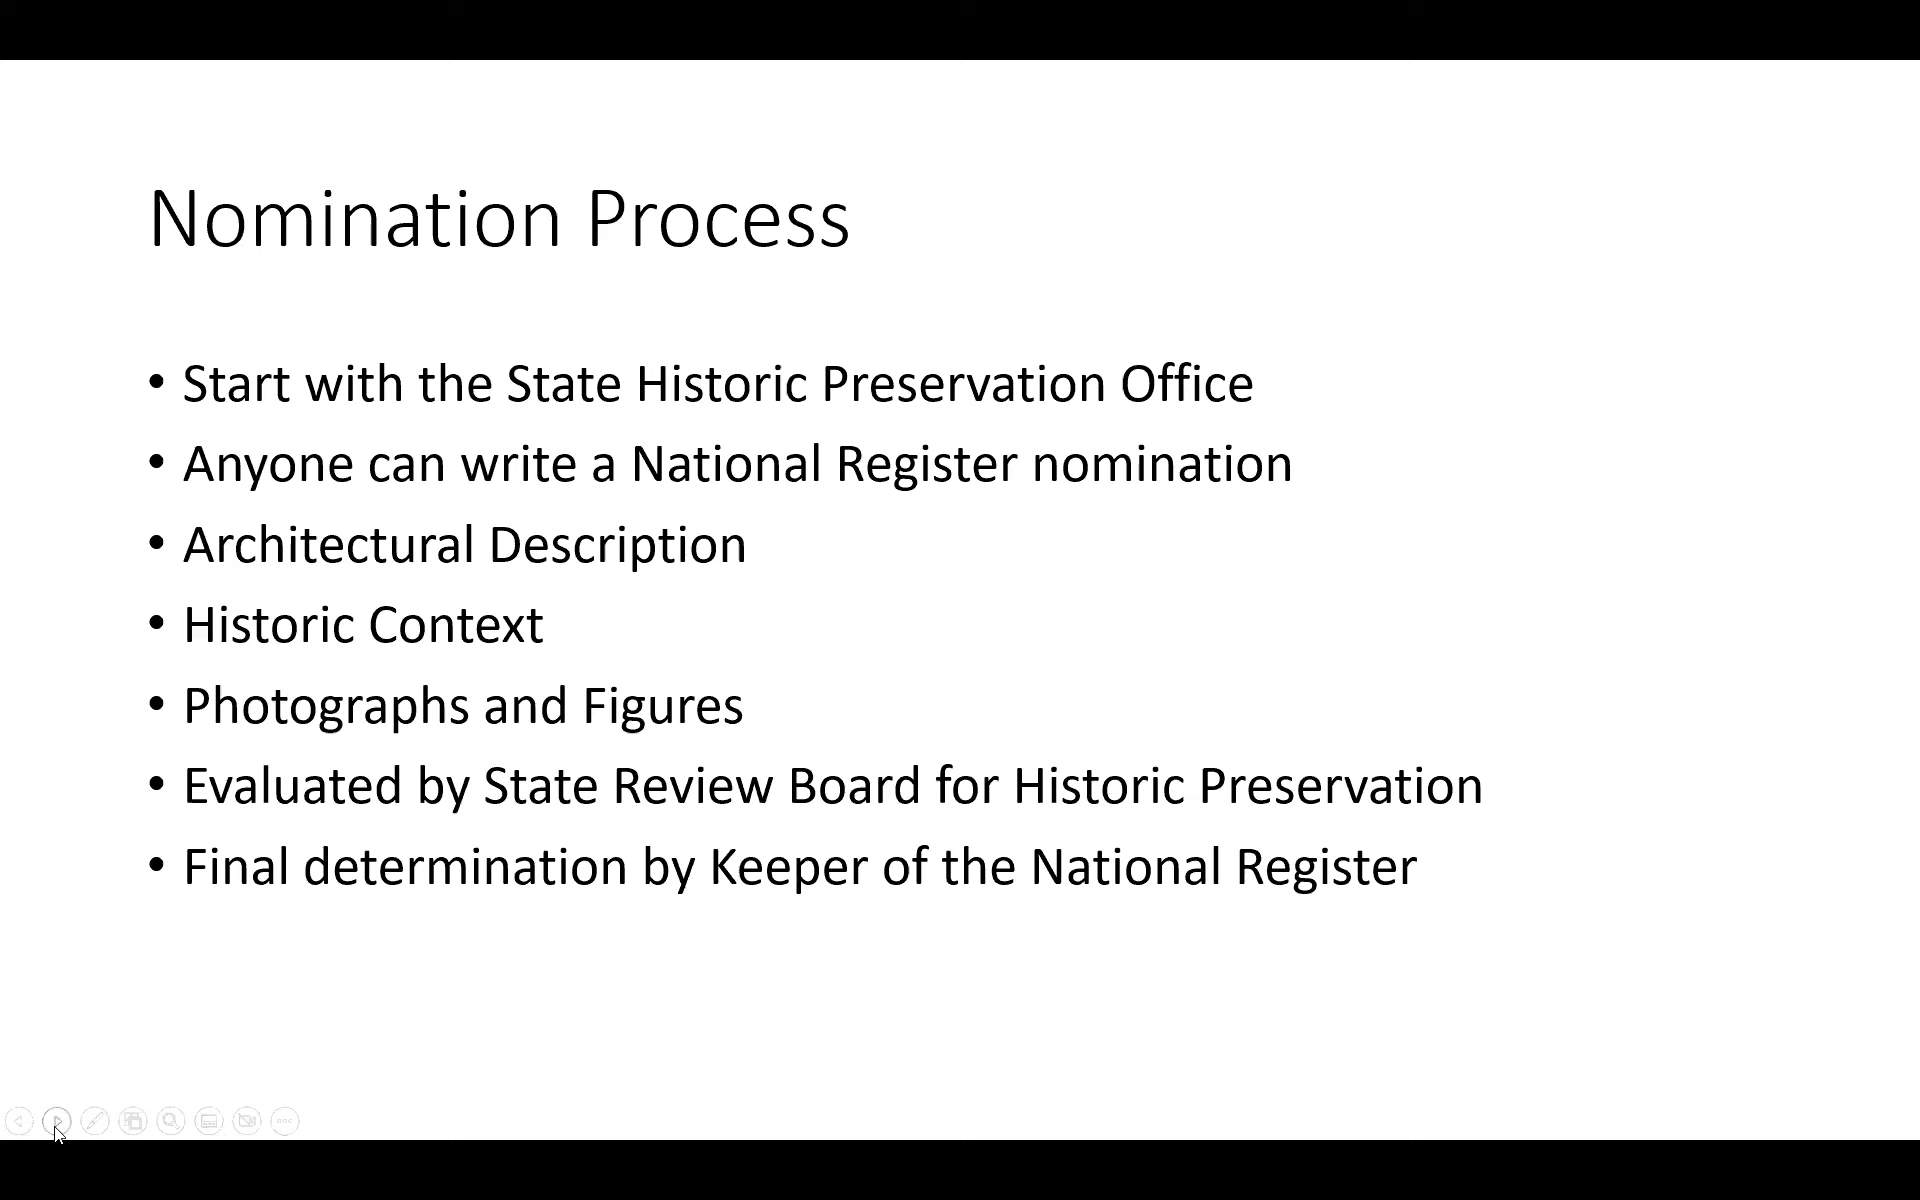 Nomination Process
• Start with the State Historic Preservation Office
• Anyone can write a National Register nomination
• Architectural Description
• Historic Context
• Photographs and Figures
• Evaluated by State Review Board for Historic Preservation
• Final determination by Keeper of the National Register